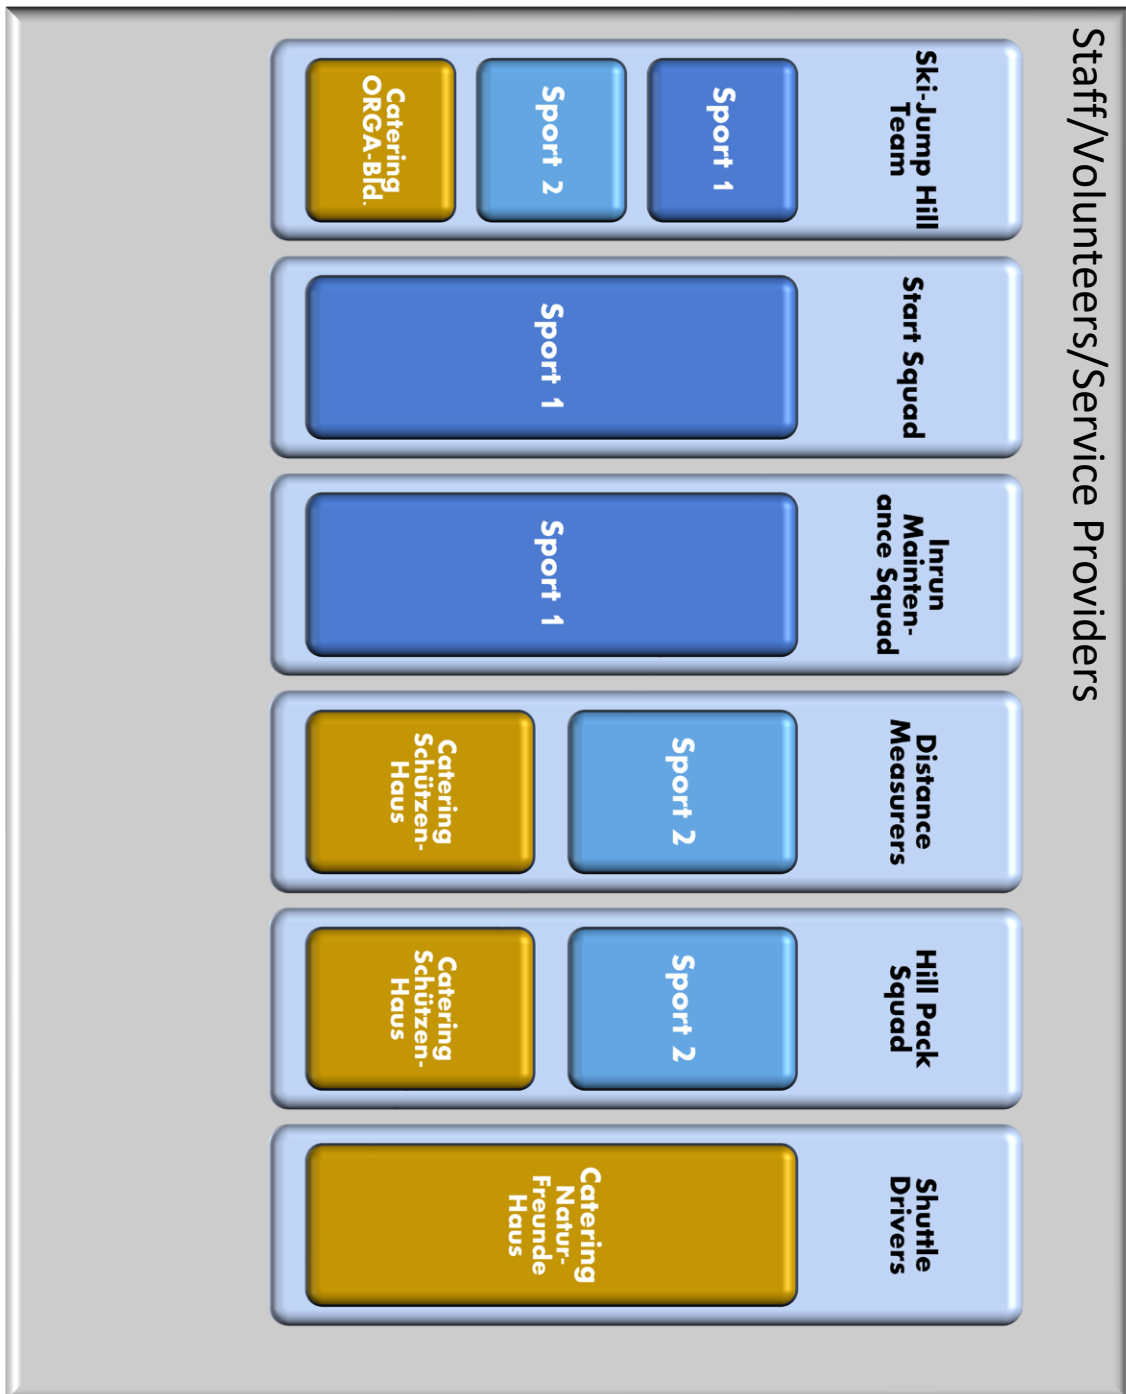 Staff/Volunteers/Service Providers
Ski-Jump Hill
Team
Sport 1
Sport 2
Catering
ORGA-Bld.
Start Squad
Sport 1
Inrun
Mainten-
ance Squad
Sport 1
Distance
Measurers
Sport 2
Catering
Schützen-
Haus
Hill Pack
Squad
Sport 2
Catering
Schützen-
Haus
Shuttle
Drivers
Catering
Natur-
Freunde
Haus